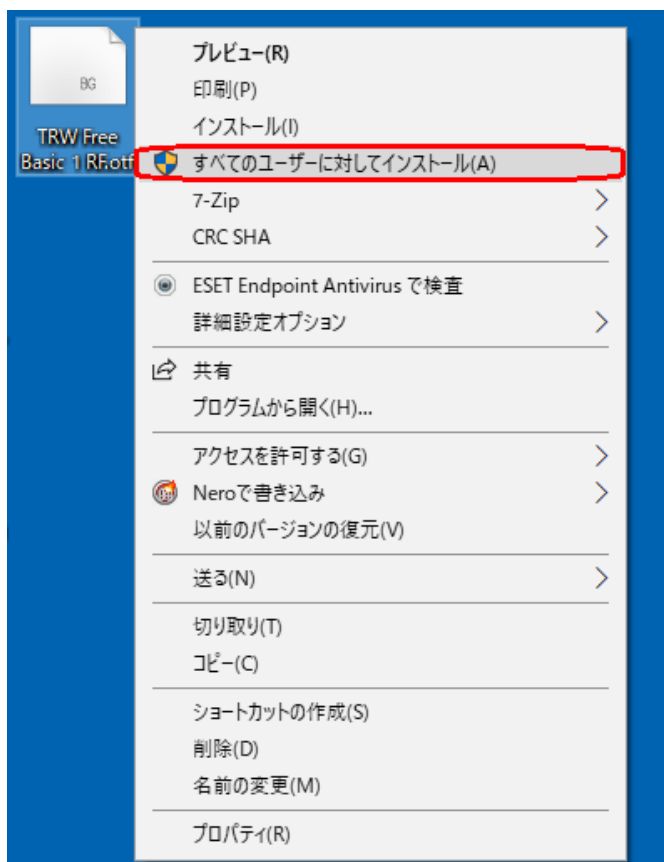 BG
TRW Free
Basic 1 RF.otf
プレビュー(R)
印刷(P)
インストール(I)
すべてのユーザーに対してインストール(A)
7-Zip
CRC SHA
ESET Endpoint Antivirus で検査
詳細設定オプション
共有
プログラムから開く(H)...
アクセスを許可する(G)
Neroで書き込み
以前のバージョンの復元(V)
送る(N)
切り取り(T)
コピー(C)
ショートカットの作成(S)
削除(D)
名前の変更(M)
プロパティ(R)